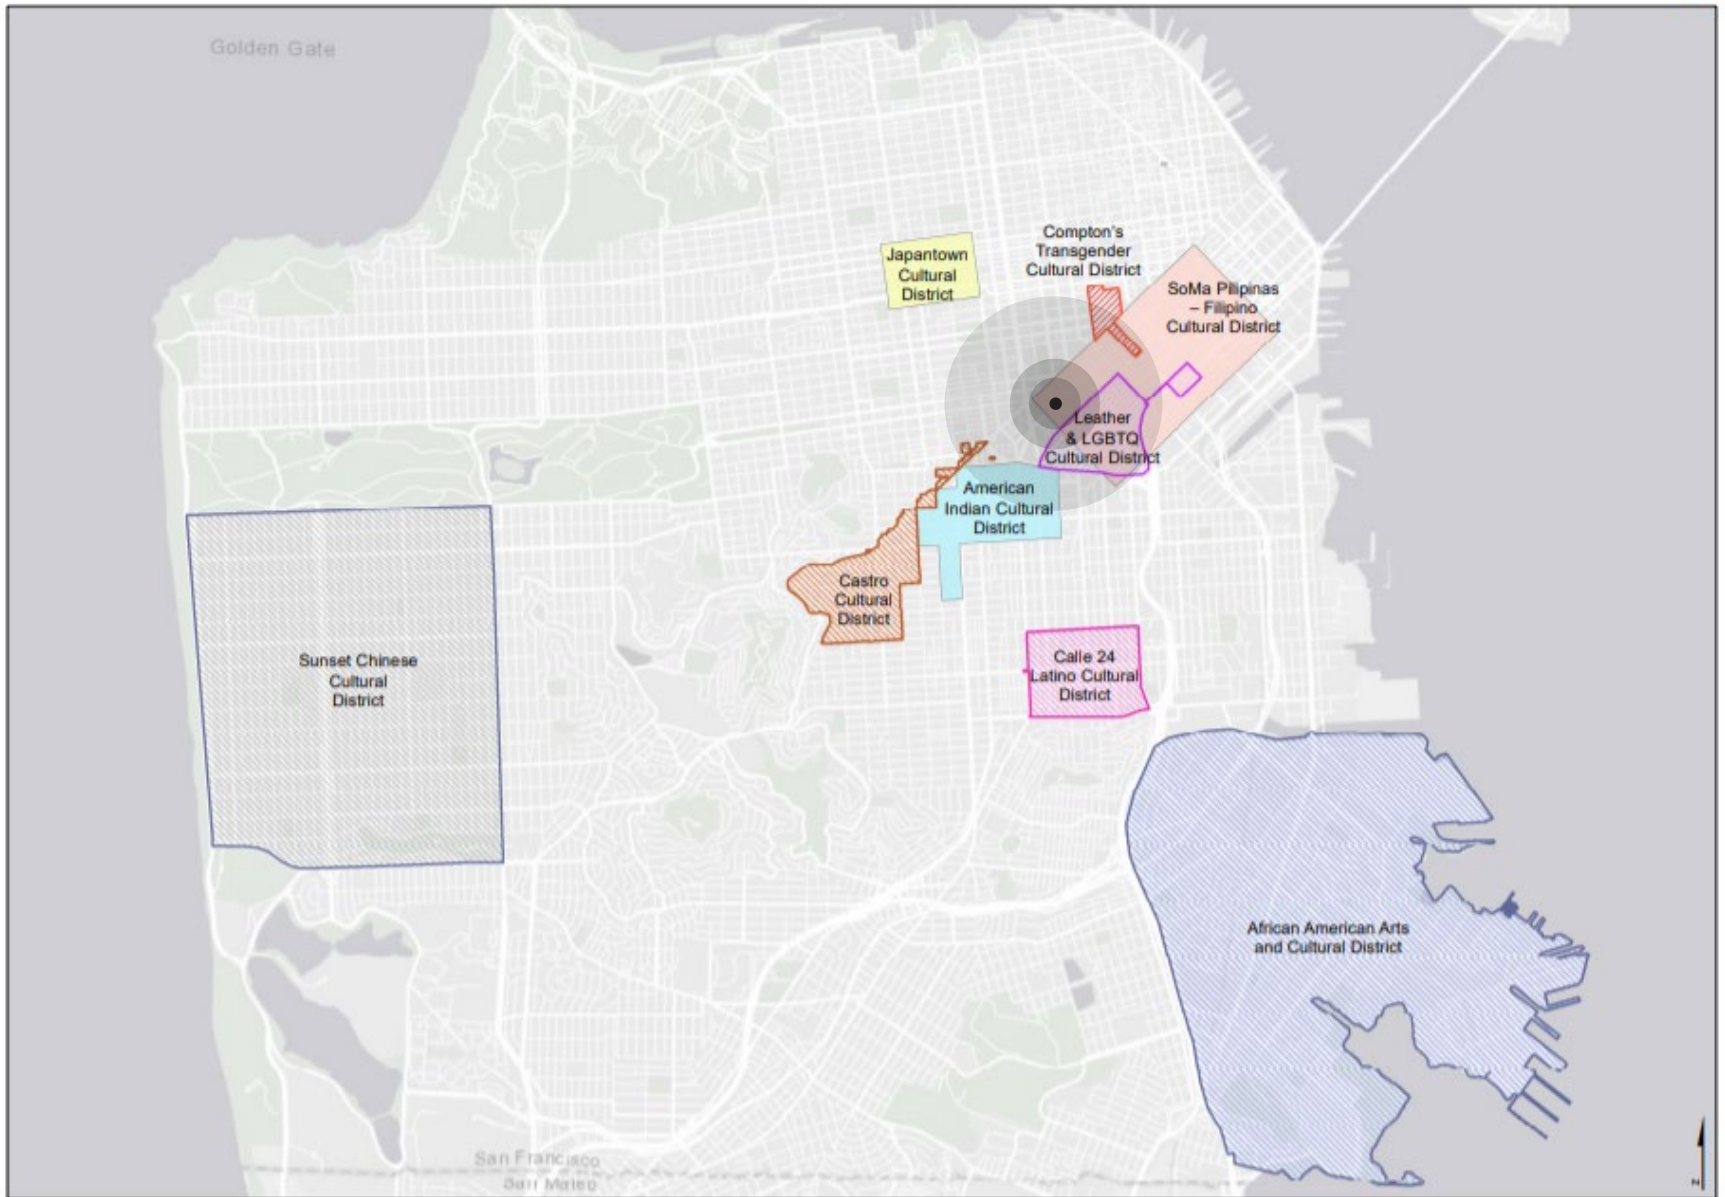 Golden Gate
Compton's
Transgender
Cultural District
Japantown
Cultural
District
SoMa Pilipinas
– Filipino
Cultural District
Leather
& LGBTQ
Cultural District
American
Indian Cultural
District
Castro
Cultural
District
Sunset Chinese
Cultural
District
Calle 24
Latino Cultural
District
African American Arts
and Cultural District
San Francisco
San Mateo
N